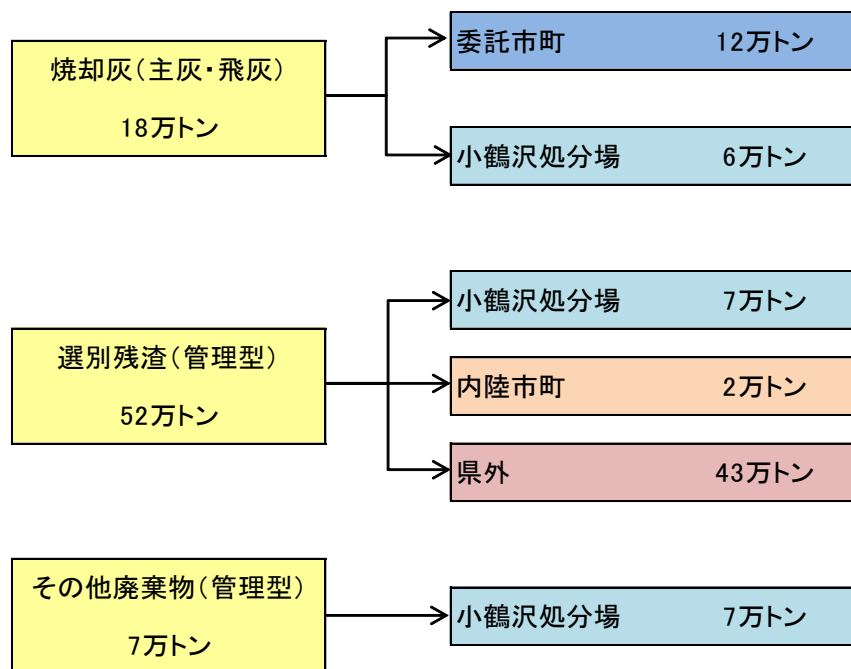 焼却灰(主灰・飛灰)
18万トン
委託市町 12万トン
小鶴沢処分場 6万トン
選別残渣(管理型)
52万トン
小鶴沢処分場 7万トン
内陸市町 2万トン
県外 43万トン
その他廃棄物(管理型)
7万トン
小鶴沢処分場 7万トン